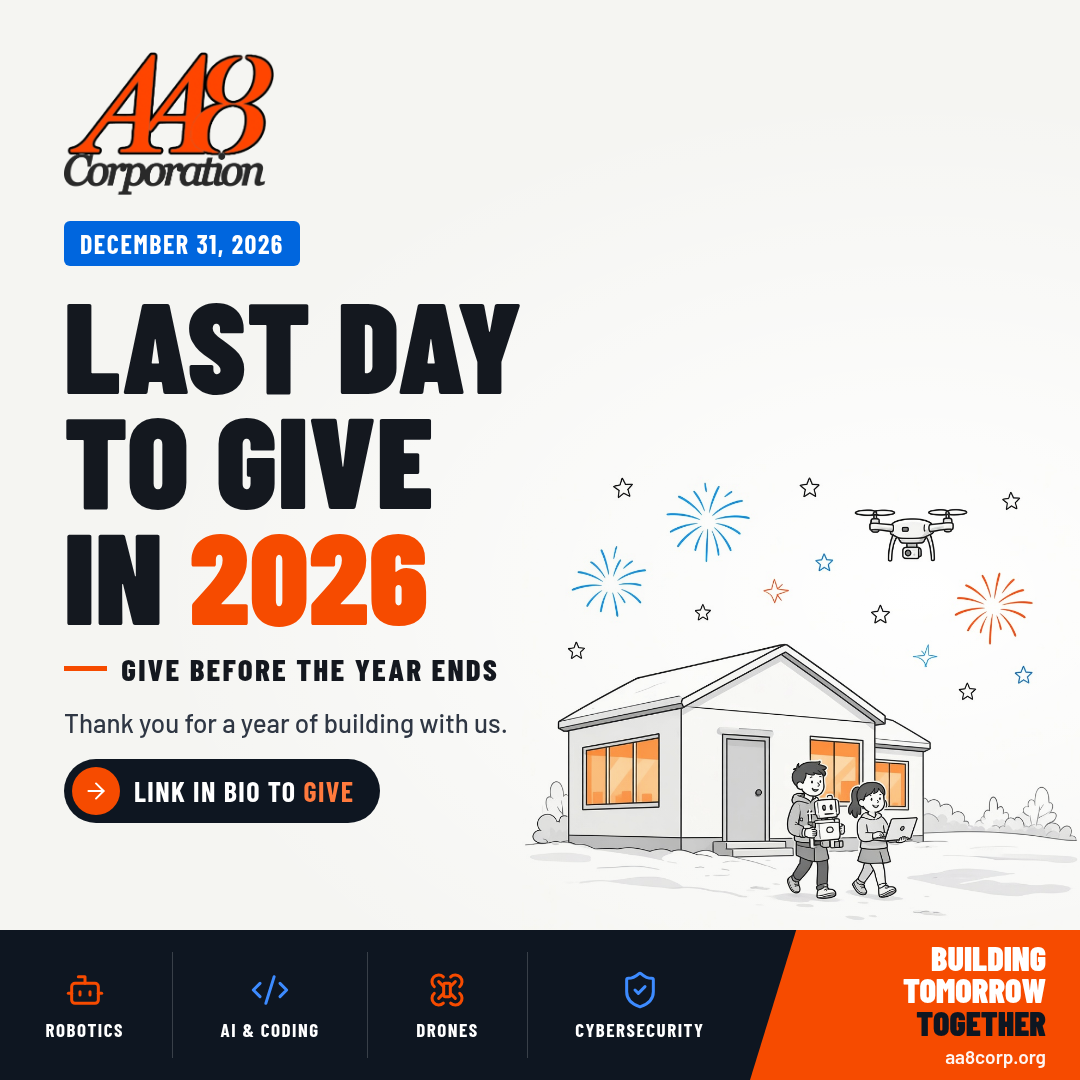 AA8
Corporation
DECEMBER 31, 2026
LAST DAY
TO GIVE
IN 2026
GIVE BEFORE THE YEAR ENDS
Thank you for a year of building with us.
LINK IN BIO TO GIVE
ROBOTICS
AI & CODING
DRONES
CYBERSECURITY
BUILDING
TOMORROW
TOGETHER
aa8corp.org